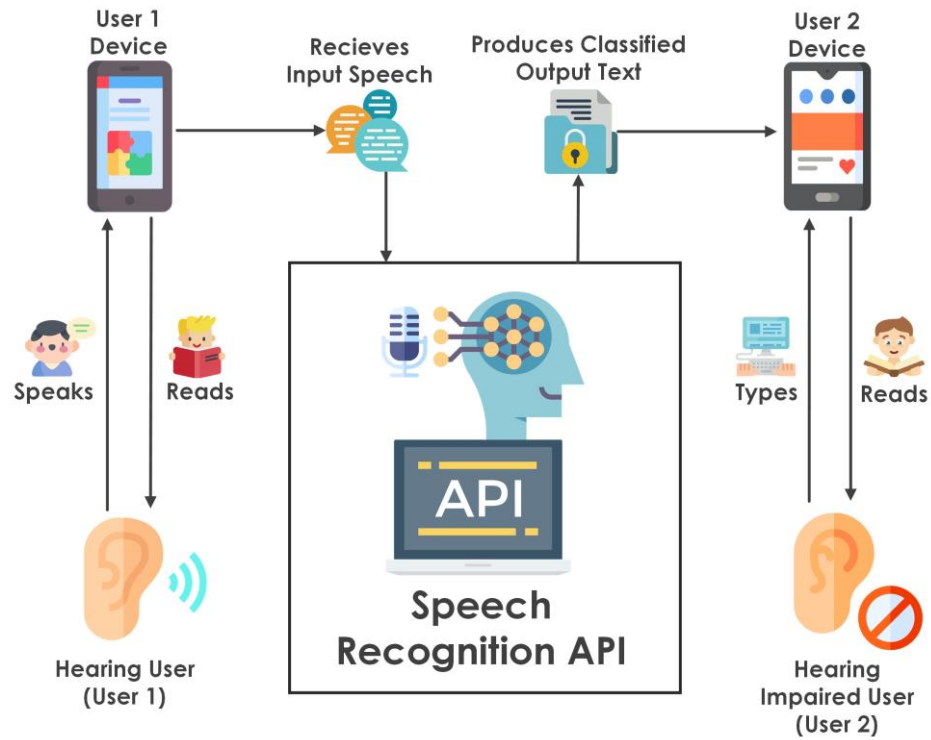 User 1
Device
Recieves
Input Speech
Produces Classified
Output Text
User 2
Device
Speaks
Reads
Types
Reads
API
Speech
Recognition API
Hearing User
(User 1)
Hearing
Impaired User
(User 2)